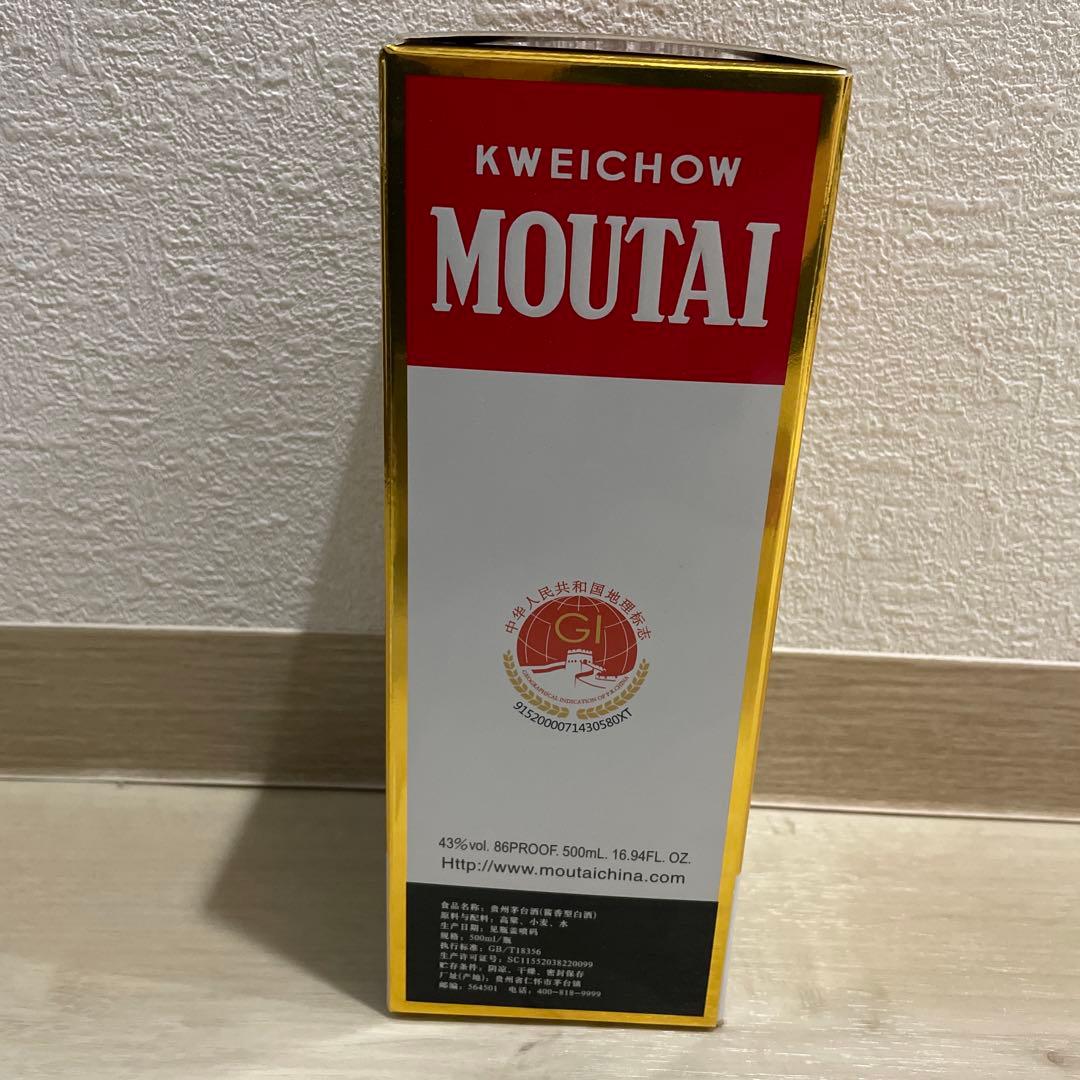 KWEICHOW
MOUTAI
中华人民共和国地理标志
GI
GEOGRAPHICAL INDICATION OF P.R.CHINA
9152000071430580XT
43%vol. 86PROOF. 500mL. 16.94FL. OZ.
Http://www.moutaichina.com
食品名称：贵州茅台酒(酱香型白酒)
原料与配料：高粱、小麦、水
生产日期：见瓶盖喷码
规格：500ml/瓶
执行标准：GB/T18356
生产许可证号：SC11552038220099
贮存条件：阴凉、干燥、密封保存
厂址(产地)：贵州省仁怀市茅台镇
邮编：564501 电话：400-818-9999